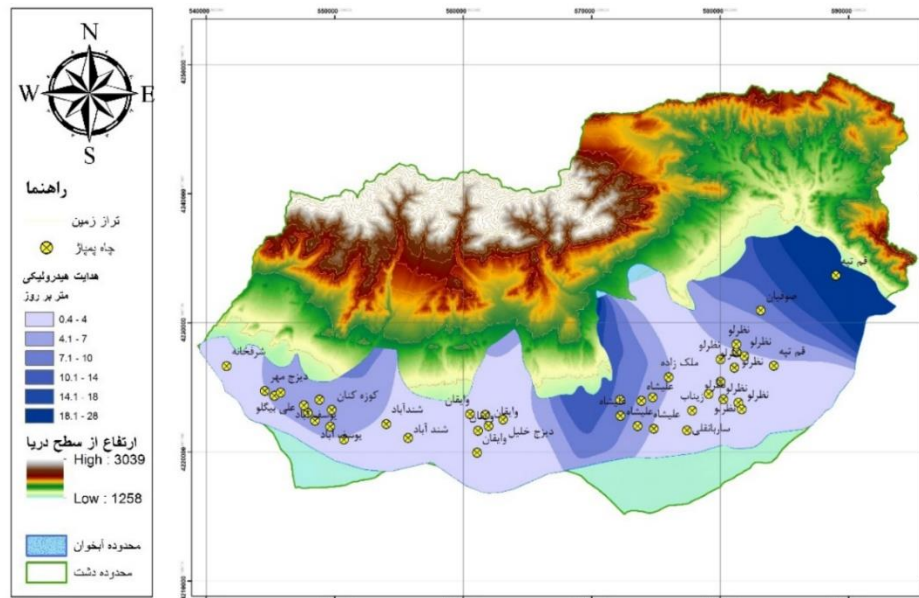 N
W E
S
راهنما
تراز زمین
چاه پمپاژ
هدایت هیدرولیکی
متر بر روز
0.4 - 4
4.1 - 7
7.1 - 10
10.1 - 14
14.1 - 18
18.1 - 28
ارتفاع از سطح دریا
High : 3039
Low : 1258
محدوده آبخوان
محدوده دشت
540000
550000
560000
570000
580000
590000
قم تپه
صوفیان
نظرلو
نظرلو
نظرلو
نظرلو
قم تپه
ملک زاده
علیشاه
نظرلو
نظرلو
زیناب
نظرلو
علیشاه
علیشاه
علیشاه
ساربانقلی
شرفخانه
دیزج مهر
کوزه کنان
علی بیگلو
یوسف آباد
شندآباد
شند آباد
وایقان
وایقان
وایقان
دیزج خلیل